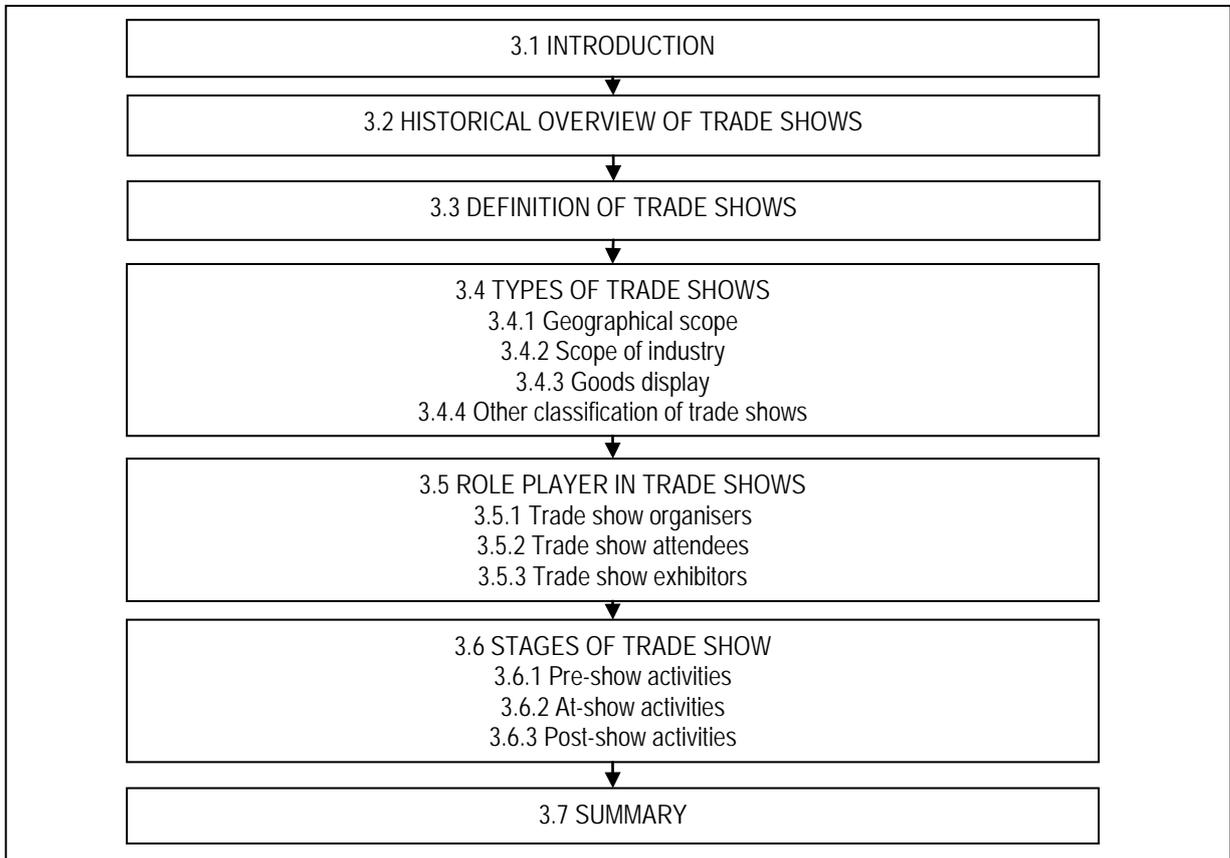 3.1 INTRODUCTION
3.2 HISTORICAL OVERVIEW OF TRADE SHOWS
3.3 DEFINITION OF TRADE SHOWS
3.4 TYPES OF TRADE SHOWS
3.4.1 Geographical scope
3.4.2 Scope of industry
3.4.3 Goods display
3.4.4 Other classification of trade shows
3.5 ROLE PLAYER IN TRADE SHOWS
3.5.1 Trade show organisers
3.5.2 Trade show attendees
3.5.3 Trade show exhibitors
3.6 STAGES OF TRADE SHOW
3.6.1 Pre-show activities
3.6.2 At-show activities
3.6.3 Post-show activities
3.7 SUMMARY